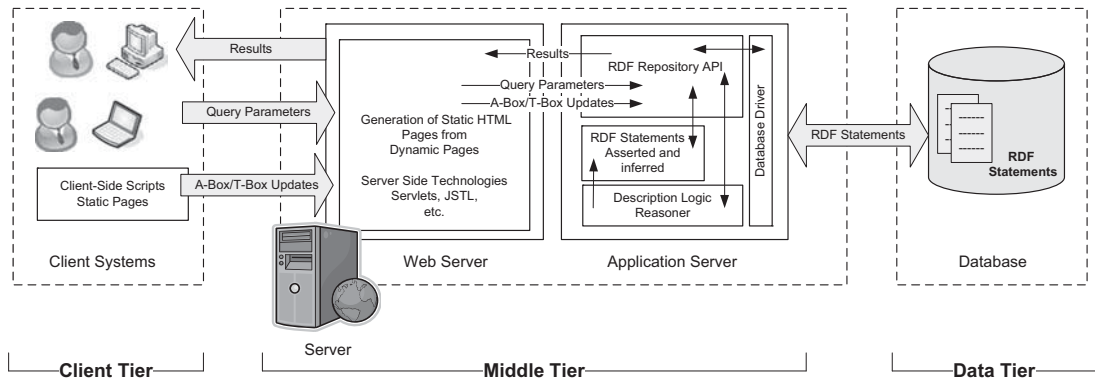 Results
Query Parameters
A-Box/T-Box Updates
Client-Side Scripts
Static Pages
Client Systems
Generation of Static HTML
Pages from
Dynamic Pages
Server Side Technologies
Servlets, JSTL,
etc.
Web Server
Server
Results
Query Parameters
A-Box/T-Box Updates
RDF Repository API
RDF Statements
Asserted and
inferred
Description Logic
Reasoner
Database Driver
Application Server
RDF Statements
RDF
Statements
Database
Client Tier
Middle Tier
Data Tier